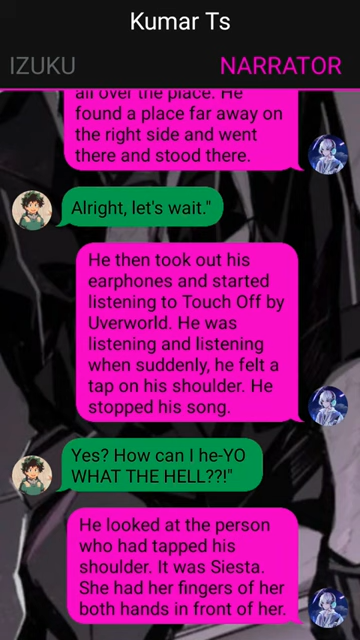 Kumar Ts
IZUKU
NARRATOR
all over the place. He
found a place far away on
the right side and went
there and stood there.
Alright, let's wait."
He then took out his
earphones and started
listening to Touch Off by
Uverworld. He was
listening and listening
when suddenly, he felt a
tap on his shoulder. He
stopped his song.
Yes? How can I he-YO
WHAT THE HELL??!"
He looked at the person
who had tapped his
shoulder. It was Siesta.
She had her fingers of her
both hands in front of her.